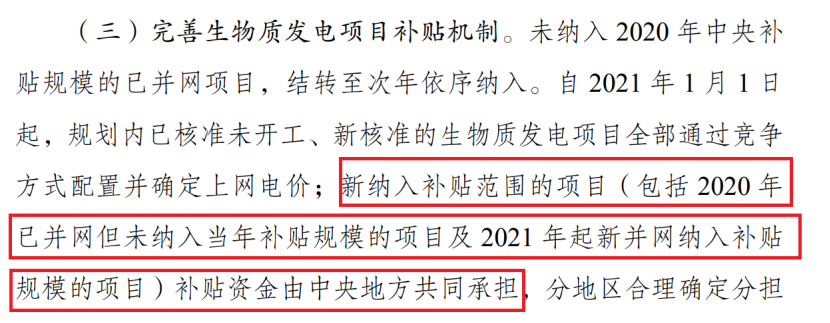 （三）完善生物质发电项目补贴机制。未纳入 2020 年中央补
贴规模的已并网项目，结转至次年依序纳入。自 2021 年 1 月 1 日
起，规划内已核准未开工、新核准的生物质发电项目全部通过竞争
方式配置并确定上网电价；新纳入补贴范围的项目（包括 2020 年
已并网但未纳入当年补贴规模的项目及 2021 年起新并网纳入补贴
规模的项目）补贴资金由中央地方共同承担，分地区合理确定分担